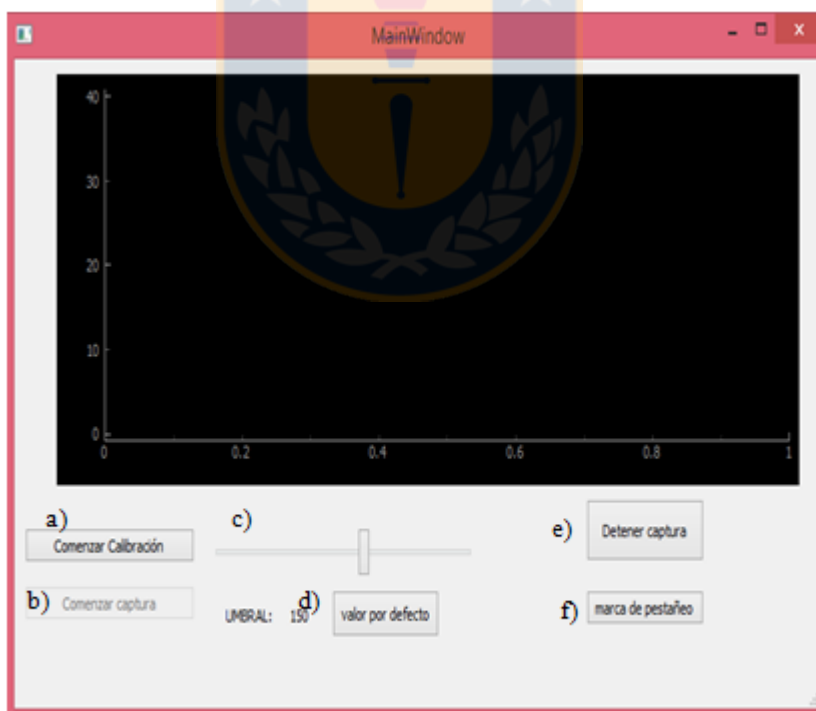 MainWindow
40
30
20
10
0
0 0.2 0.4 0.6 0.8 1
a)
Comenzar Calibración
b) Comenzar captura
c)
UMBRAL: 150
d) valor por defecto
e) Detener captura
f) marca de pestañeo